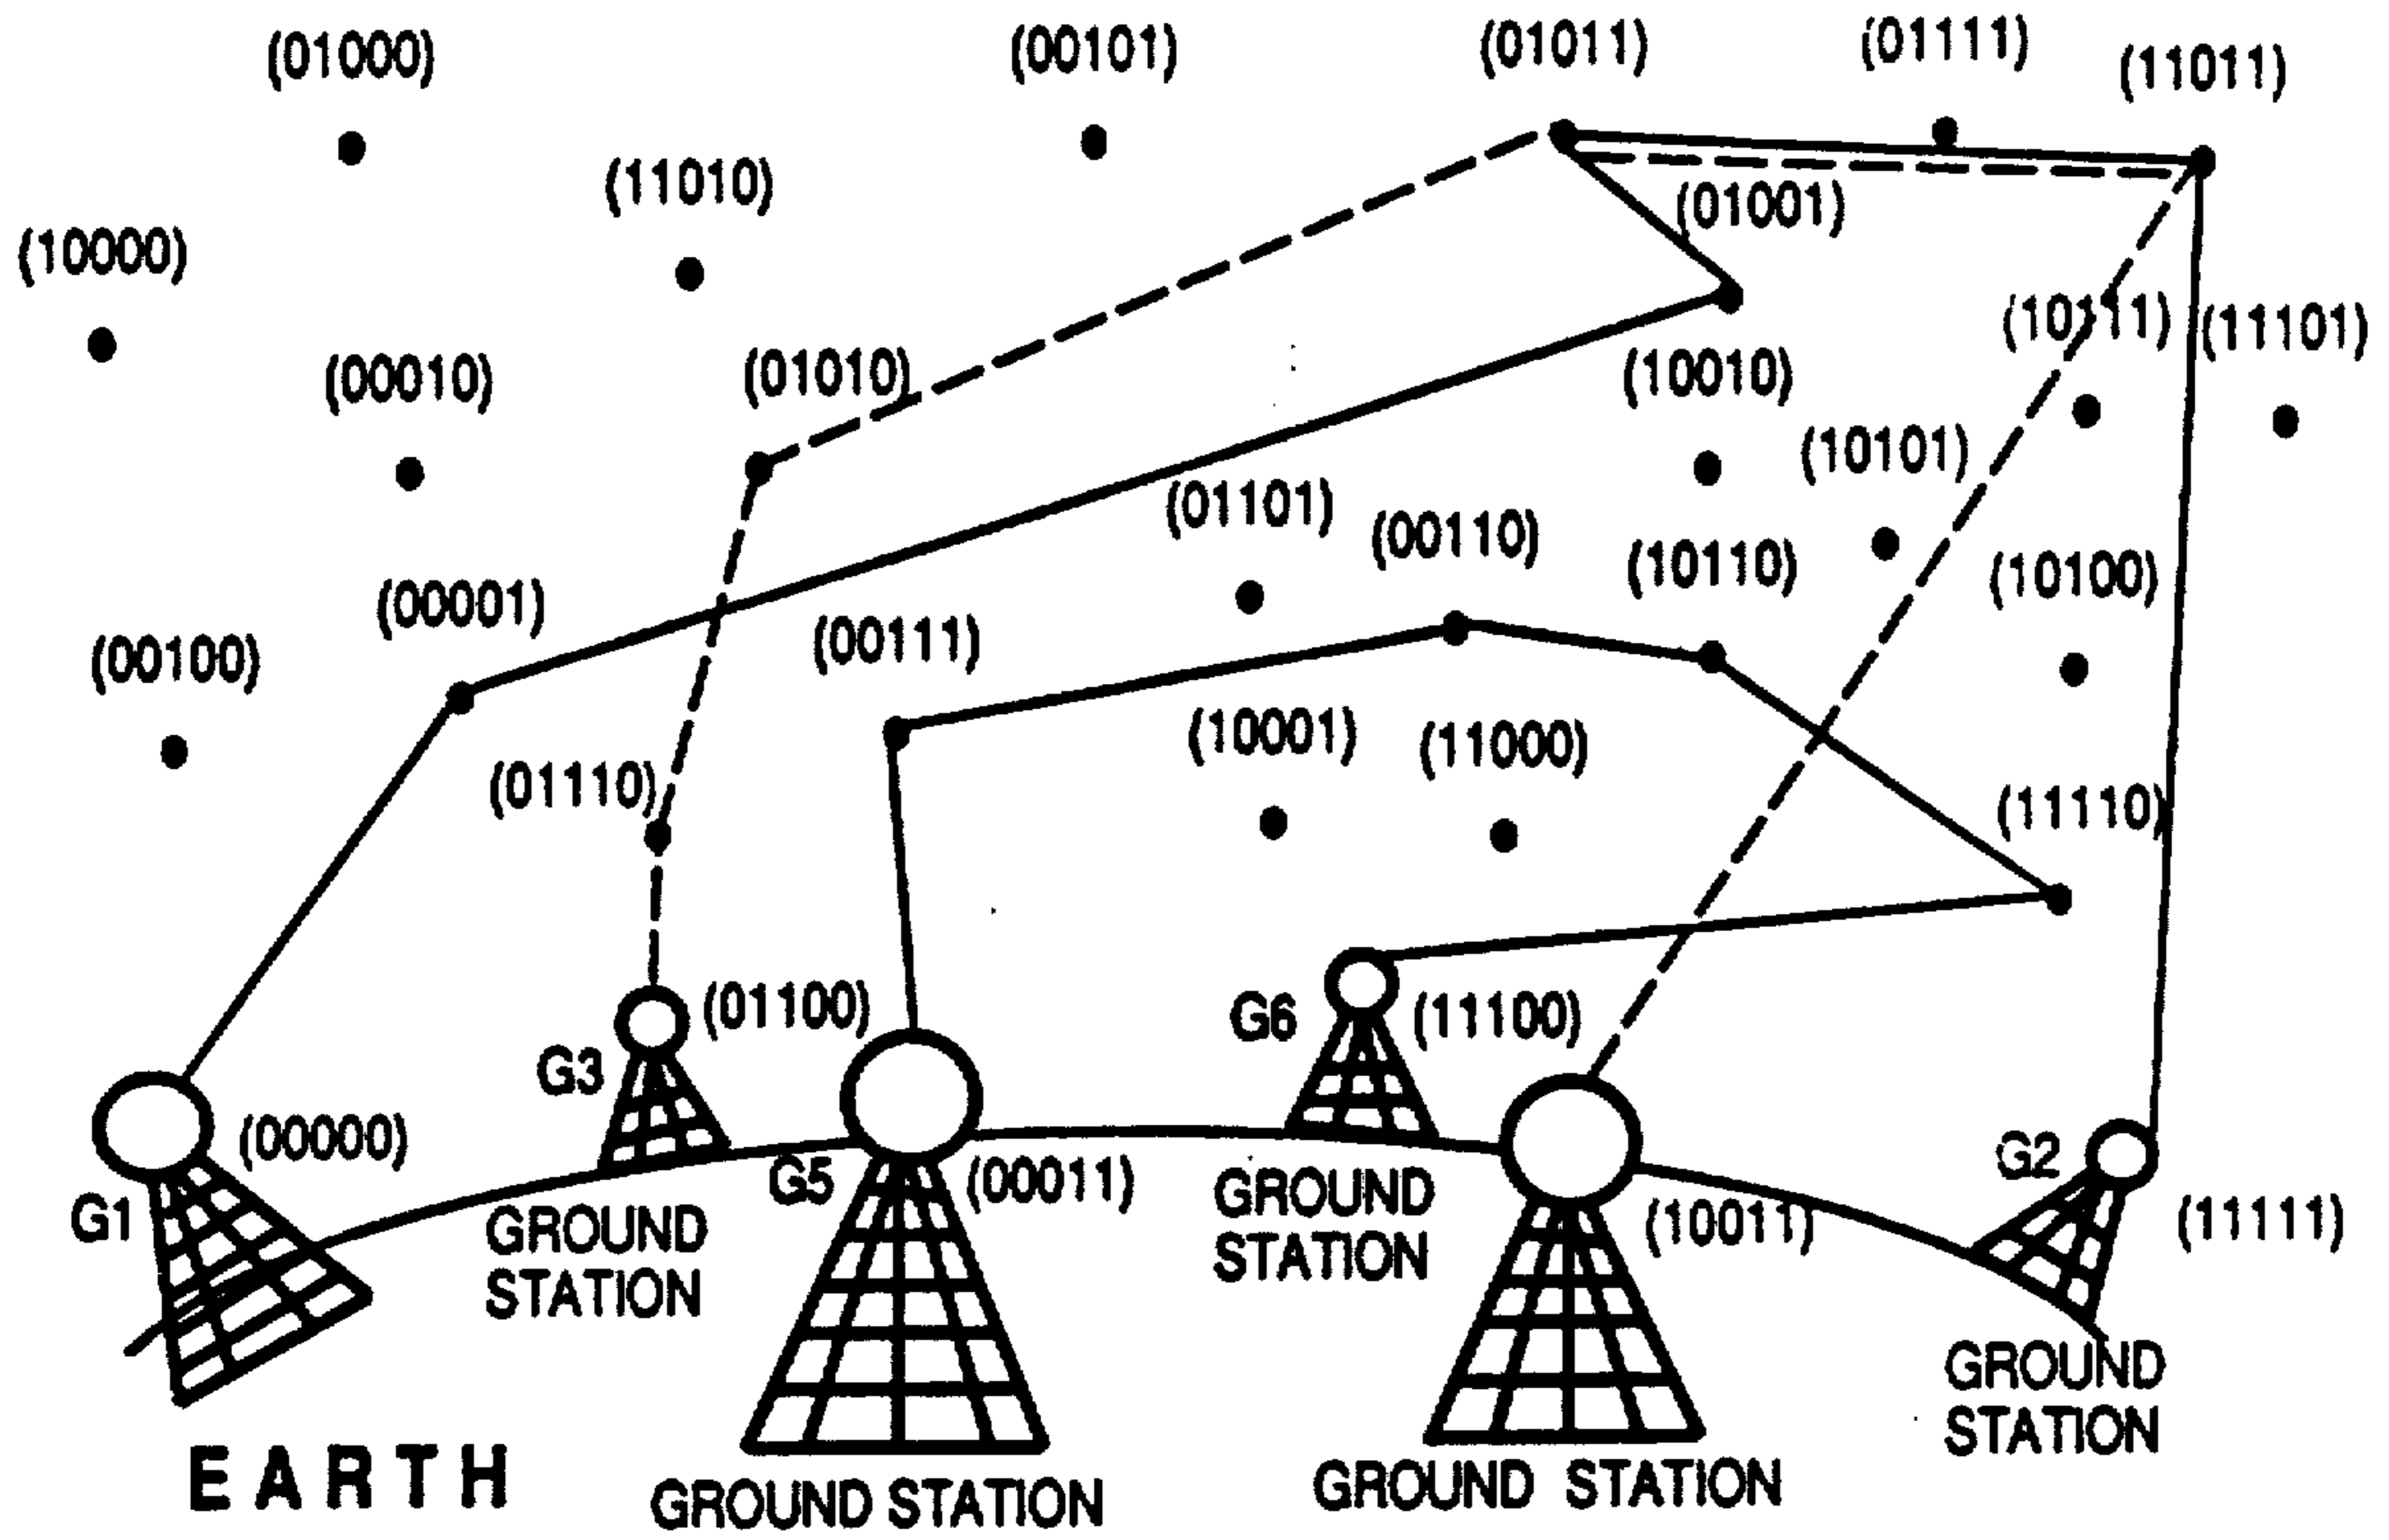 (01000)
(00101)
(01011)
(01111)
(11011)
(11010)
(01001)
(10000)
(10111)
(11101)
(00010)
(01010)
(10010)
(10101)
(01101)
(00110)
(10110)
(10100)
(00001)
(00111)
(00100)
(10001)
(11000)
(01110)
(11110)
(01100)
G6
(11100)
G3
(00000)
G1
G5
(00011)
GROUND
STATION
G2
(10011)
(11111)
GROUND
STATION
GROUND
STATION
EARTH
GROUND STATION
GROUND STATION